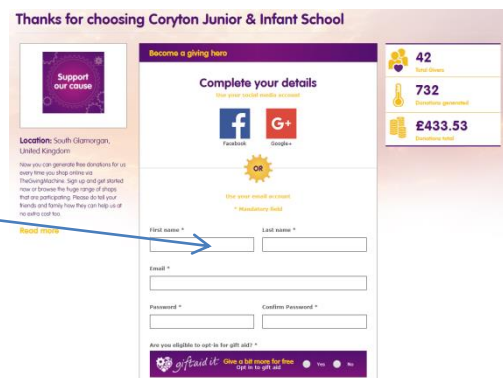 Thanks for choosing Coryton Junior & Infant School
Support
our cause
Location: South Glamorgan,
United Kingdom
Now you can generate free donations for us
every time you shop online via
TheGivingMachine. Sign up and get started
now or browse the huge range of shops
that are participating. Please do tell your
friends and family how they can help us at
no extra cost too.
Read more
Become a giving hero
Complete your details
Use your social media account
f
G+
Facebook
Google+
OR
Use your email account
* Mandatory field
First name *
Last name *
Email *
Password *
Confirm Password *
Are you eligible to opt-in for gift aid? *
giftaid it
Give a bit more for free
Opt in to gift aid
Yes
No
42
Total Givers
732
Donations generated
£433.53
Donations total